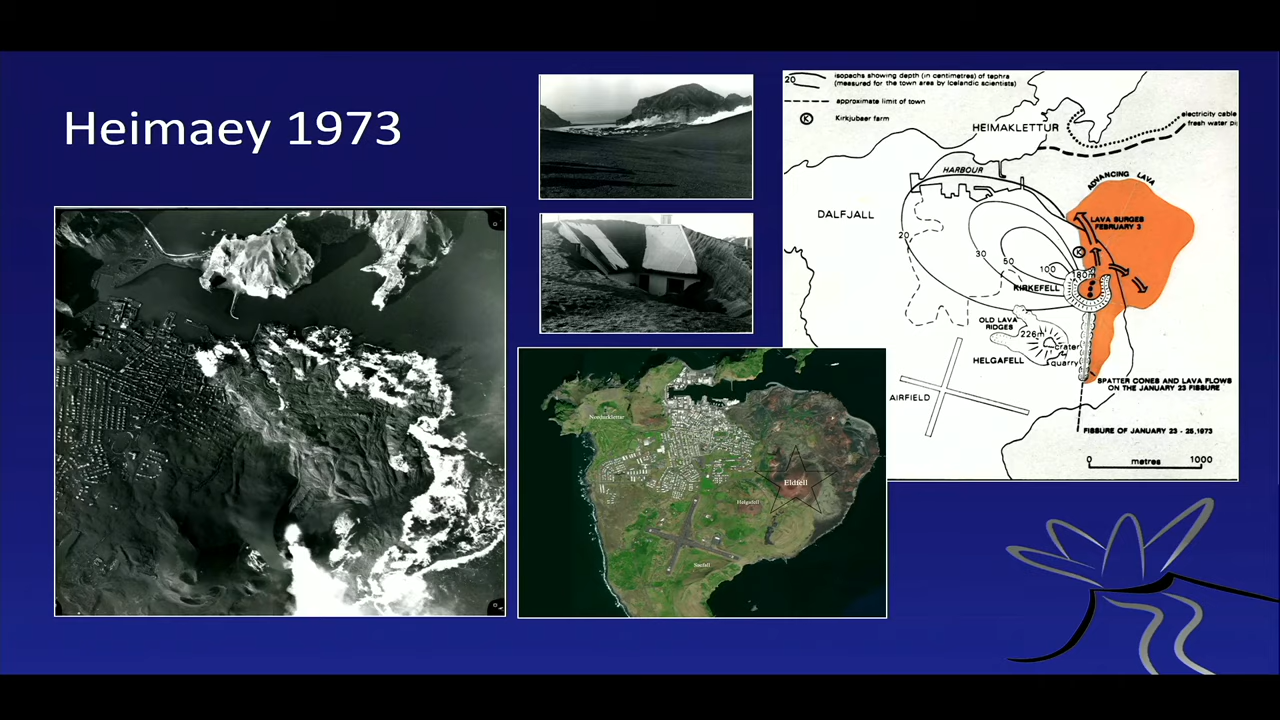 Heimaey 1973
20
isopachs showing depth (in centimetres) of tephra
(measured for the town area by Icelandic scientists)
approximate limit of town
K
Kirkjubær farm
electricity cable
fresh water
HEIMAKLETTUR
HARBOUR
ADVANCING LAVA
DALFJALL
LAVA SURGES
FEBRUARY 3
20
30
K
50
100
180m
KIRKEFELL
OLD LAVA
RIDGES
226m
crater
HELGAFELL
quarry
SPATTER CONES AND LAVA FLOWS
ON THE JANUARY 23 FISSURE
AIRFIELD
FISSURE OF JANUARY 23 - 25,1973
0 metres 1000
Eldfell
Helgafell